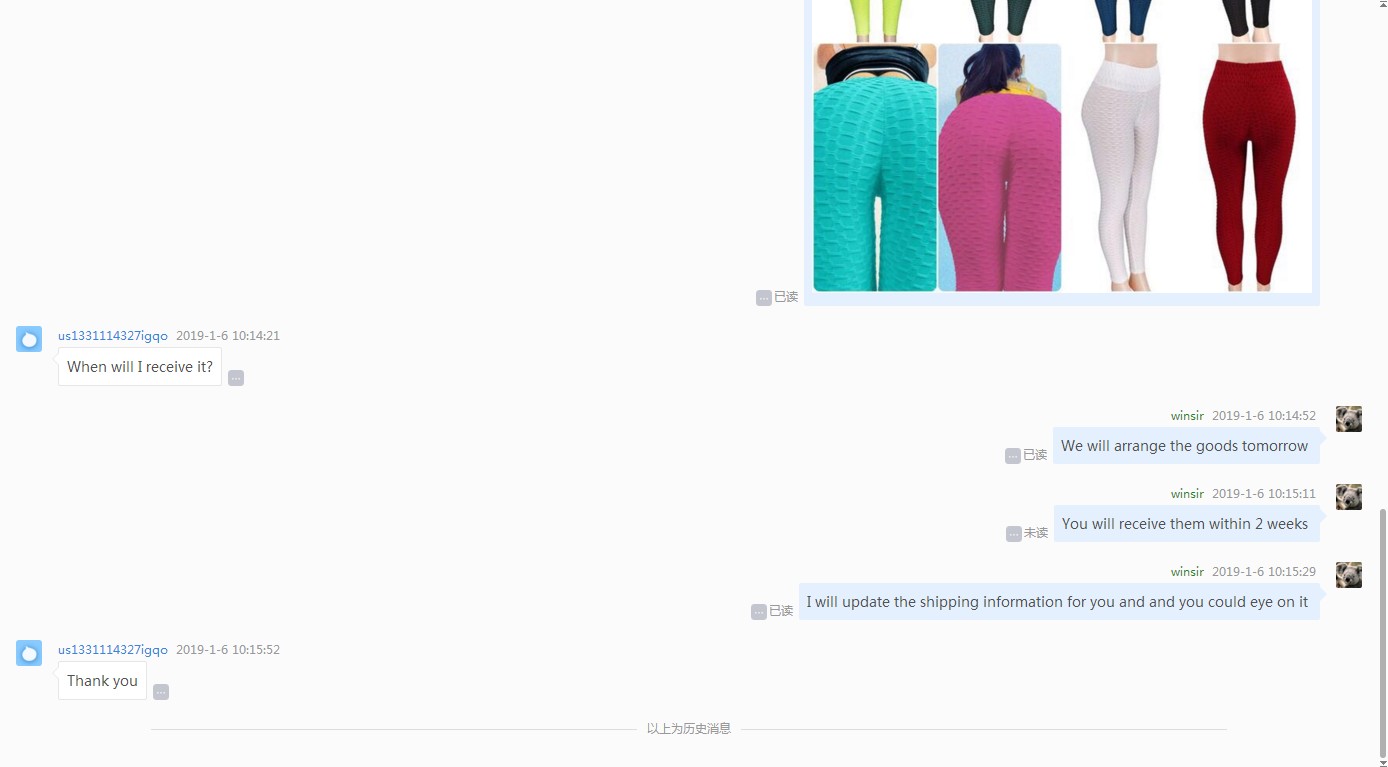 已读
us1331114327igqo 2019-1-6 10:14:21
When will I receive it?
winsir 2019-1-6 10:14:52
已读 We will arrange the goods tomorrow
winsir 2019-1-6 10:15:11
未读 You will receive them within 2 weeks
winsir 2019-1-6 10:15:29
已读 I will update the shipping information for you and and you could eye on it
us1331114327igqo 2019-1-6 10:15:52
Thank you
以上为历史消息